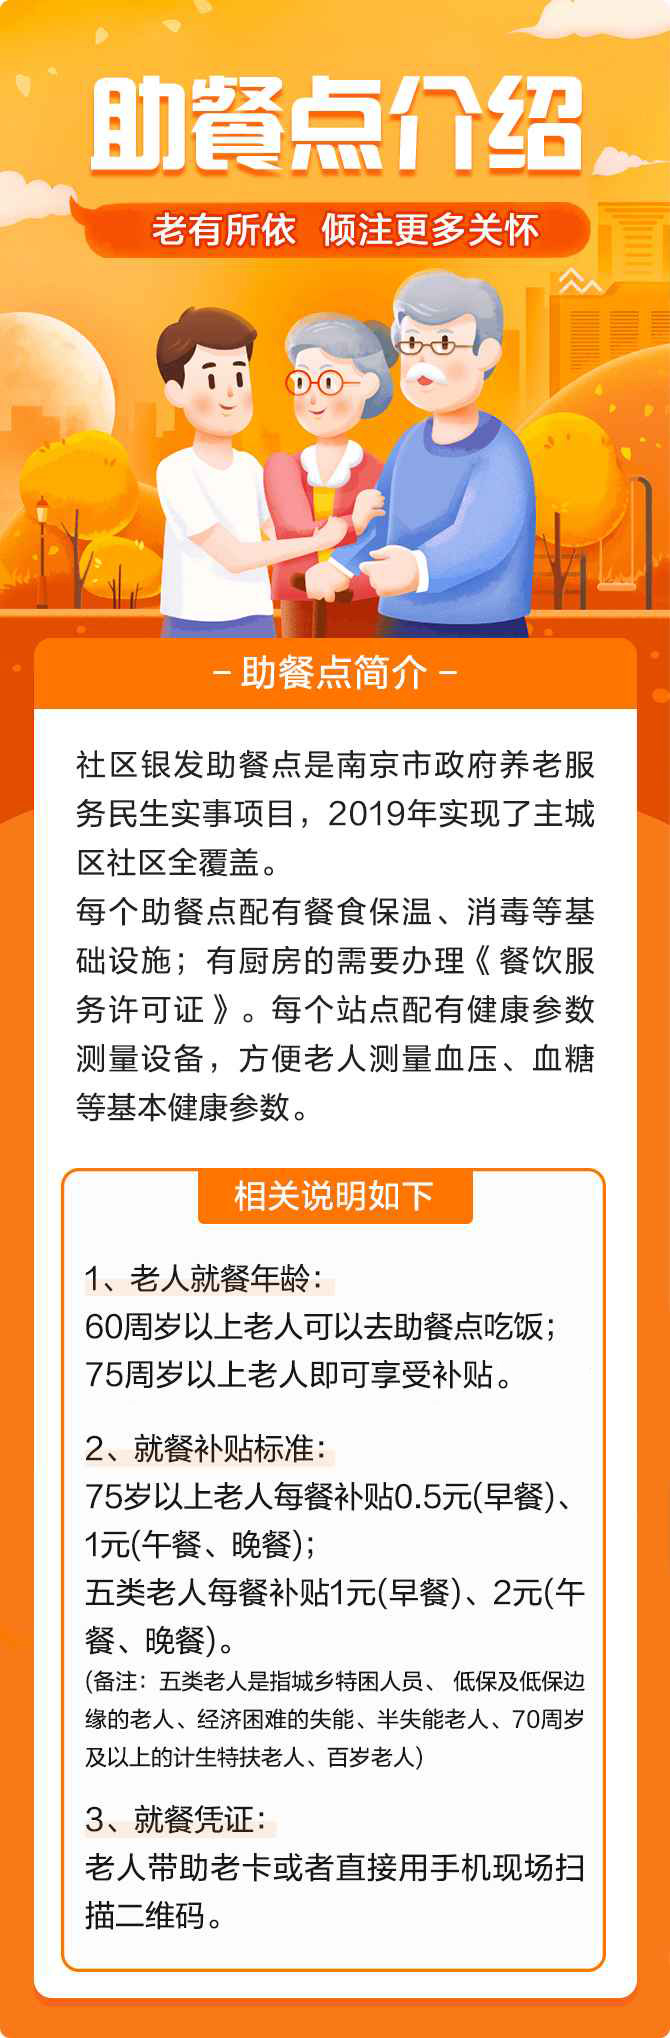 助餐点介绍
老有所依 倾注更多关怀
- 助餐点简介 -
社区银发助餐点是南京市政府养老服
务民生实事项目，2019年实现了主城
区社区全覆盖。
每个助餐点配有餐食保温、消毒等基
础设施；有厨房的需要办理《餐饮服
务许可证》。每个站点配有健康参数
测量设备，方便老人测量血压、血糖
等基本健康参数。
相关说明如下
1、老人就餐年龄：
60周岁以上老人可以去助餐点吃饭；
75周岁以上老人即可享受补贴。
2、就餐补贴标准：
75岁以上老人每餐补贴0.5元(早餐)、
1元(午餐、晚餐)；
五类老人每餐补贴1元(早餐)、2元(午
餐、晚餐)。
(备注：五类老人是指城乡特困人员、 低保及低保边
缘的老人、经济困难的失能、半失能老人、70周岁
及以上的计生特扶老人、百岁老人)
3、就餐凭证：
老人带助老卡或者直接用手机现场扫
描二维码。